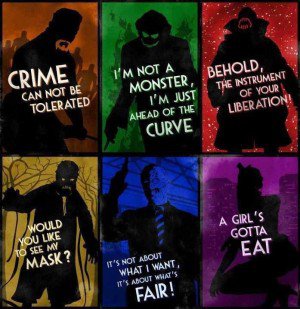 CRIME
CAN NOT BE
TOLERATED
I'M NOT A
MONSTER,
I'M JUST
AHEAD OF THE
CURVE
BEHOLD,
THE INSTRUMENT
OF YOUR
LIBERATION!
WOULD
YOU LIKE
TO SEE MY
MASK?
IT'S NOT ABOUT
WHAT I WANT,
IT'S ABOUT WHAT'S
FAIR!
A GIRL'S
GOTTA
EAT